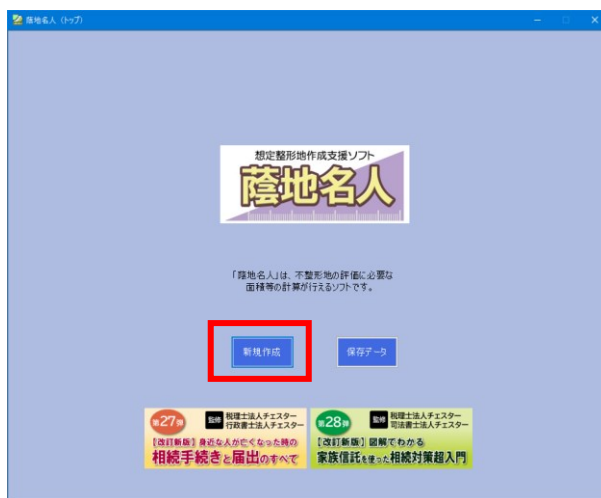 蔭地名人（トップ）
想定整形地作成支援ソフト
蔭地名人
「蔭地名人」は、不整形地の評価に必要な
面積等の計算が行えるソフトです。
新規作成
保存データ
第27弾
監修 税理士法人チェスター
行政書士法人チェスター
【改訂新版】身近な人が亡くなった時の
相続手続きと届出のすべて
第28弾
監修 税理士法人チェスター
司法書士法人チェスター
【改訂新版】図解でわかる
家族信託を使った相続対策超入門